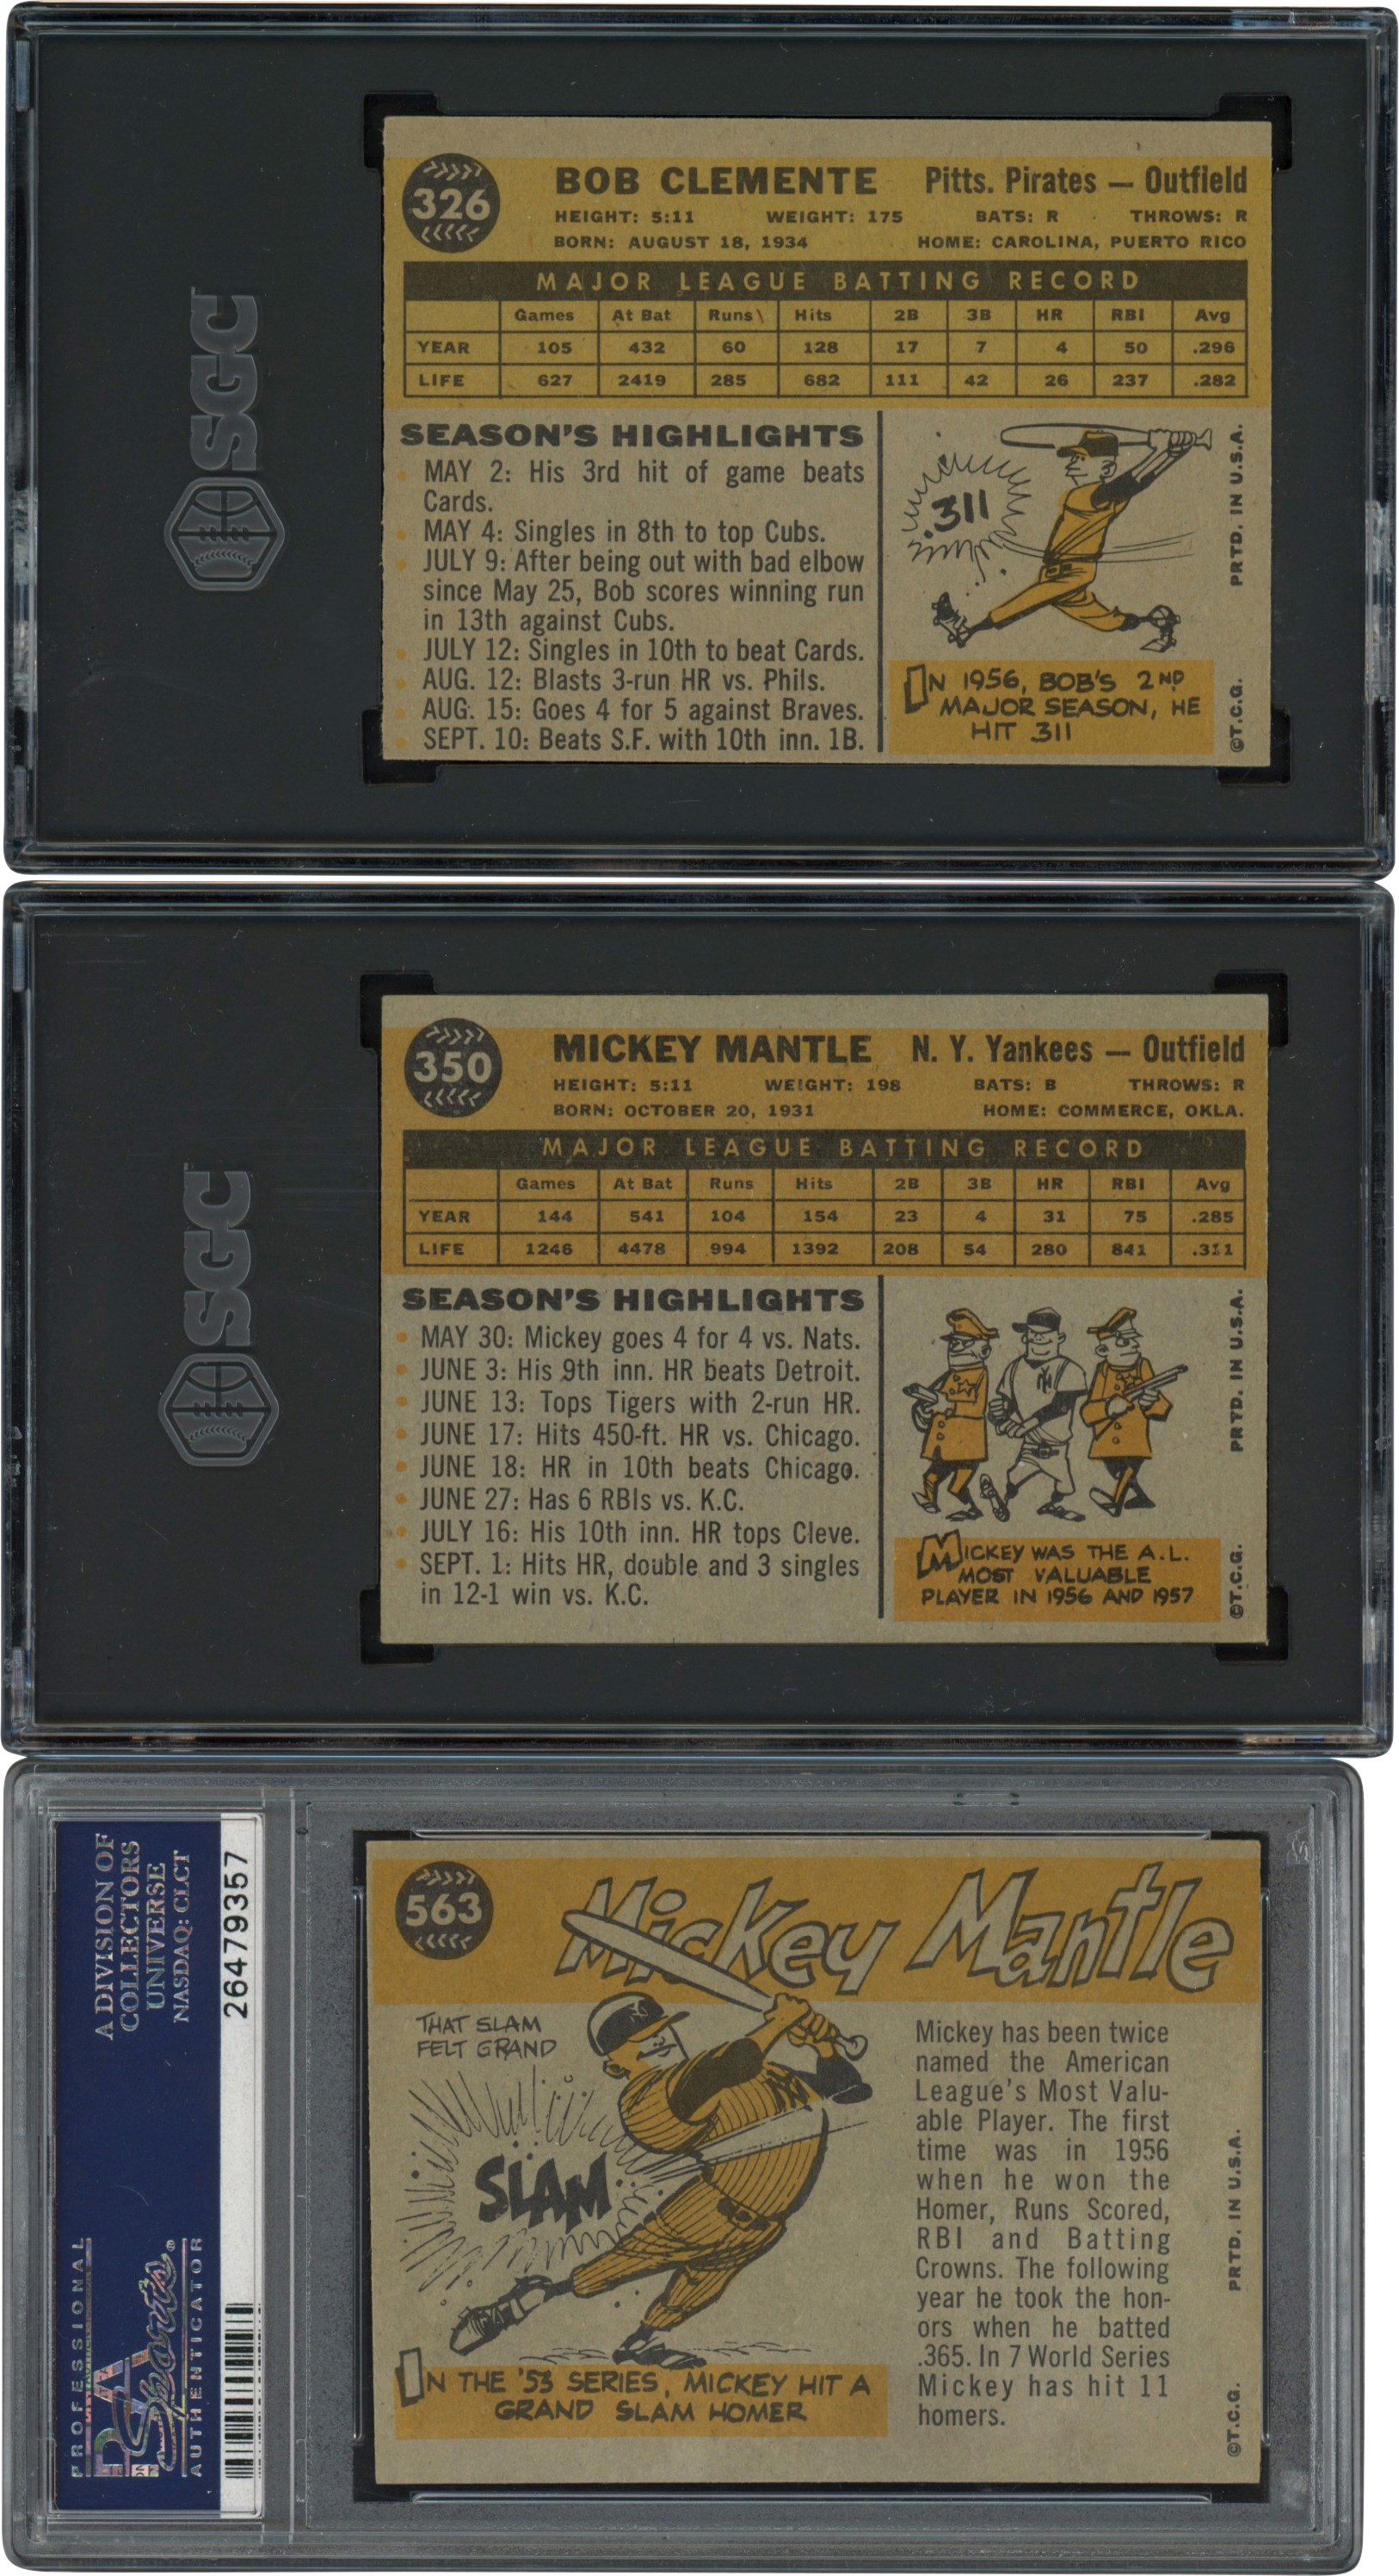 SGC
326
BOB CLEMENTE Pitts. Pirates — Outfield
HEIGHT: 5:11 WEIGHT: 175 BATS: R THROWS: R
BORN: AUGUST 18, 1934 HOME: CAROLINA, PUERTO RICO
MAJOR LEAGUE BATTING RECORD
Games At Bat Runs Hits 2B 3B HR RBI Avg
YEAR 105 432 60 128 17 7 4 50 .296
LIFE 627 2419 285 682 111 42 26 237 .282
SEASON'S HIGHLIGHTS
MAY 2: His 3rd hit of game beats
Cards.
MAY 4: Singles in 8th to top Cubs.
JULY 9: After being out with bad elbow
since May 25, Bob scores winning run
in 13th against Cubs.
JULY 12: Singles in 10th to beat Cards.
AUG. 12: Blasts 3-run HR vs. Phils.
AUG. 15: Goes 4 for 5 against Braves.
SEPT. 10: Beats S.F. with 10th inn. 1B.
.311
IN 1956, BOB'S 2ND
MAJOR SEASON, HE
HIT 311
©T.C.G. PRTD. IN U.S.A.
SGC
350
MICKEY MANTLE N. Y. Yankees — Outfield
HEIGHT: 5:11 WEIGHT: 198 BATS: B THROWS: R
BORN: OCTOBER 20, 1931 HOME: COMMERCE, OKLA.
MAJOR LEAGUE BATTING RECORD
Games At Bat Runs Hits 2B 3B HR RBI Avg
YEAR 144 541 104 154 23 4 31 75 .285
LIFE 1246 4478 994 1392 208 54 280 841 .311
SEASON'S HIGHLIGHTS
MAY 30: Mickey goes 4 for 4 vs. Nats.
JUNE 3: His 9th inn. HR beats Detroit.
JUNE 13: Tops Tigers with 2-run HR.
JUNE 17: Hits 450-ft. HR vs. Chicago.
JUNE 18: HR in 10th beats Chicago.
JUNE 27: Has 6 RBIs vs. K.C.
JULY 16: His 10th inn. HR tops Cleve.
SEPT. 1: Hits HR, double and 3 singles
in 12-1 win vs. K.C.
NY
MICKEY WAS THE A.L.
MOST VALUABLE
PLAYER IN 1956 AND 1957
©T.C.G. PRTD. IN U.S.A.
PROFESSIONAL
PSA
Sports®
AUTHENTICATOR
A DIVISION OF
COLLECTORS
UNIVERSE
NASDAQ: CLCT
26479357
563
Mickey Mantle
THAT SLAM
FELT GRAND
SLAM
NY
IN THE '53 SERIES, MICKEY HIT A
GRAND SLAM HOMER
Mickey has been twice
named the American
League's Most Valu-
able Player. The first
time was in 1956
when he won the
Homer, Runs Scored,
RBI and Batting
Crowns. The following
year he took the hon-
ors when he batted
.365. In 7 World Series
Mickey has hit 11
homers.
©T.C.G. PRTD. IN U.S.A.